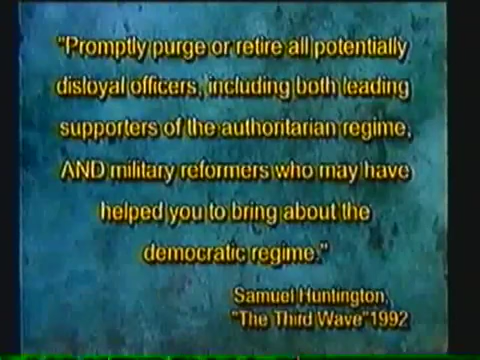 "Promptly purge or retire all potentially
disloyal officers, including both leading
supporters of the authoritarian regime,
AND military reformers who may have
helped you to bring about the
democratic regime."
Samuel Huntington,
"The Third Wave"1992